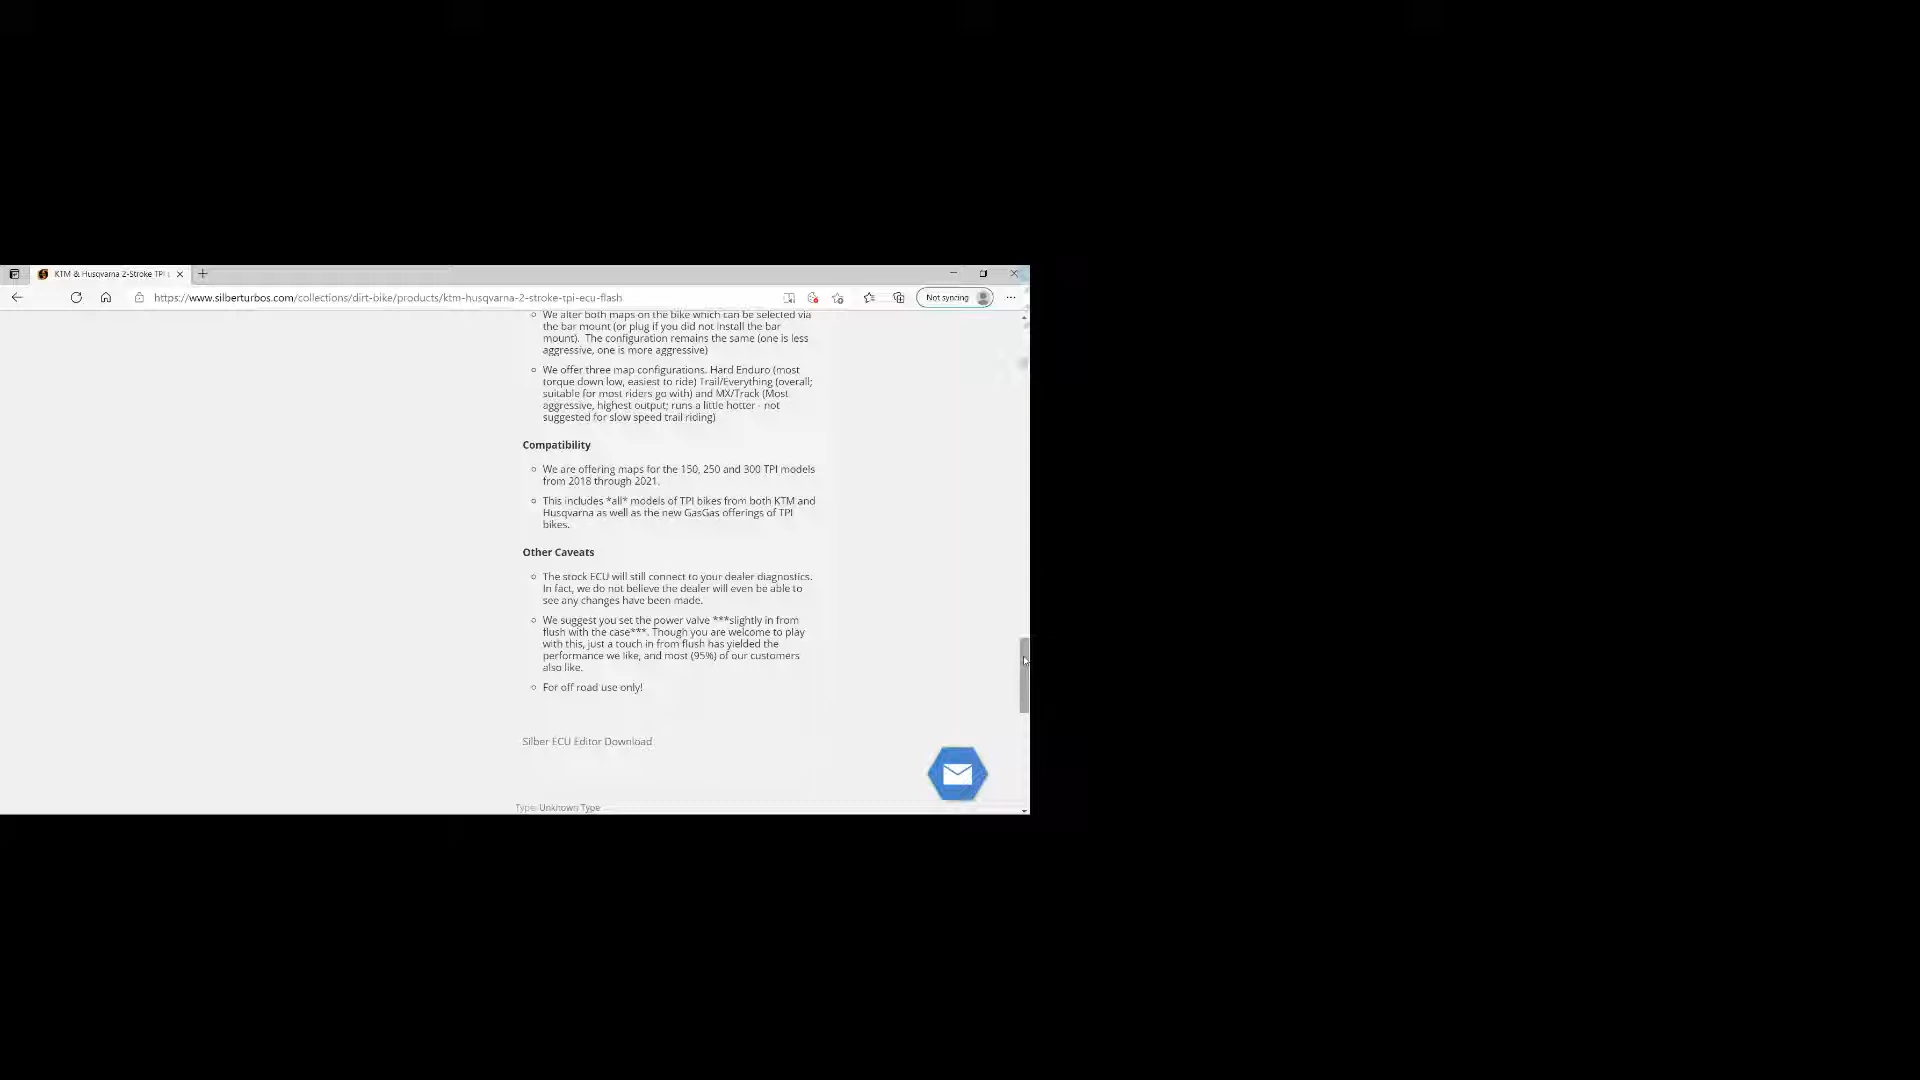 KTM & Husqvarna 2-Stroke TPI
https://www.silberturbos.com/collections/dirt-bike/products/ktm-husqvarna-2-stroke-tpi-ecu-flash
Not syncing
We alter both maps on the bike which can be selected via
the bar mount (or plug if you did not install the bar
mount).  The configuration remains the same (one is less
aggressive, one is more aggressive)
We offer three map configurations. Hard Enduro (most
torque down low, easiest to ride) Trail/Everything (overall;
suitable for most riders go with) and MX/Track (Most
aggressive, highest output; runs a little hotter - not
suggested for slow speed trail riding)
Compatibility
We are offering maps for the 150, 250 and 300 TPI models
from 2018 through 2021.
This includes *all* models of TPI bikes from both KTM and
Husqvarna as well as the new GasGas offerings of TPI
bikes.
Other Caveats
The stock ECU will still connect to your dealer diagnostics.
In fact, we do not believe the dealer will even be able to
see any changes have been made.
We suggest you set the power valve ***slightly in from
flush with the case***. Though you are welcome to play
with this, just a touch in from flush has yielded the
performance we like, and most (95%) of our customers
also like.
For off road use only!
Silber ECU Editor Download
Type: Unknown Type